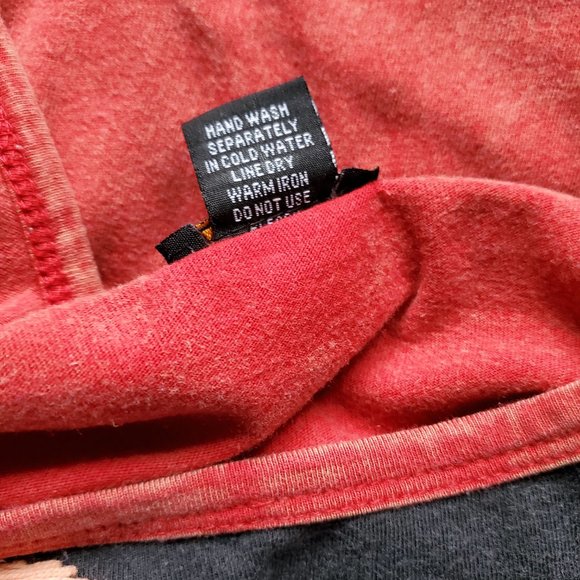 HAND WASH
SEPARATELY
IN COLD WATER
LINE DRY
WARM IRON
DO NOT USE